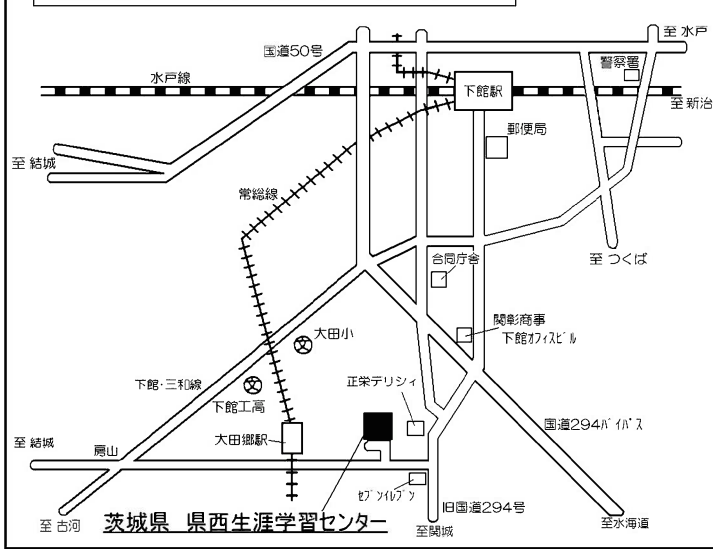 国道50号
至 水戸
警察署
水戸線
下館駅
至 新治
郵便局
至 結城
常総線
至 つくば
合同庁舎
関彰商事
下館ｵﾌｨｽﾋﾞﾙ
大田小
正栄デリシィ
下館・三和線
下館工高
国道294ﾊﾞｲﾊﾟｽ
大田郷駅
至 結城
房山
ｾﾌﾞﾝｲﾚﾌﾞﾝ
旧国道294号
至 古河
茨城県 県西生涯学習センター
至関城
至水海道